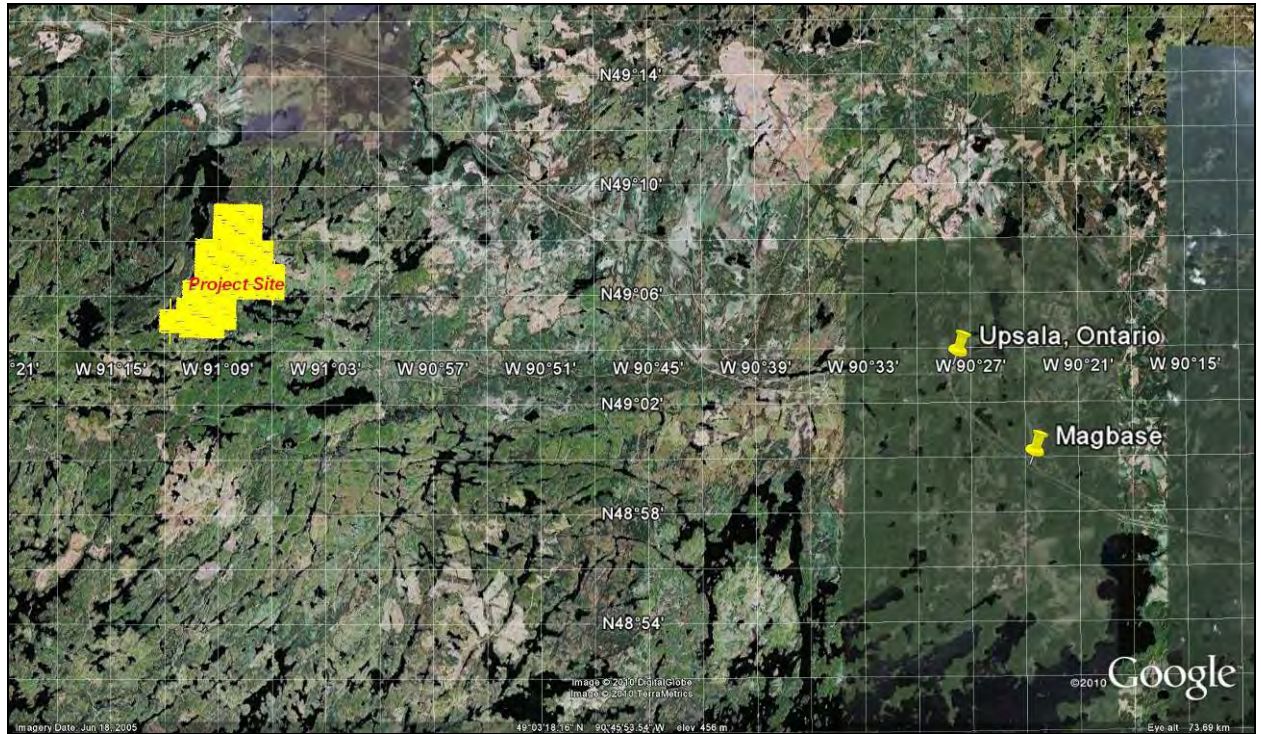 N49°14'
N49°10'
Project Site
N49°06'
Upsala, Ontario
°21' W 91°15' W 91°09' W 91°03' W 90°57' W 90°51' W 90°45' W 90°39' W 90°33' W 90°27' W 90°21' W 90°15'
N49°02'
Magbase
N48°58'
N48°54'
Image © 2010 DigitalGlobe
Image © 2010 TerraMetrics
©2010 Google
Imagery Date: Jun 18, 2005 49°03'18.16" N 90°45'53.54" W elev 456 m Eye alt 73.69 km